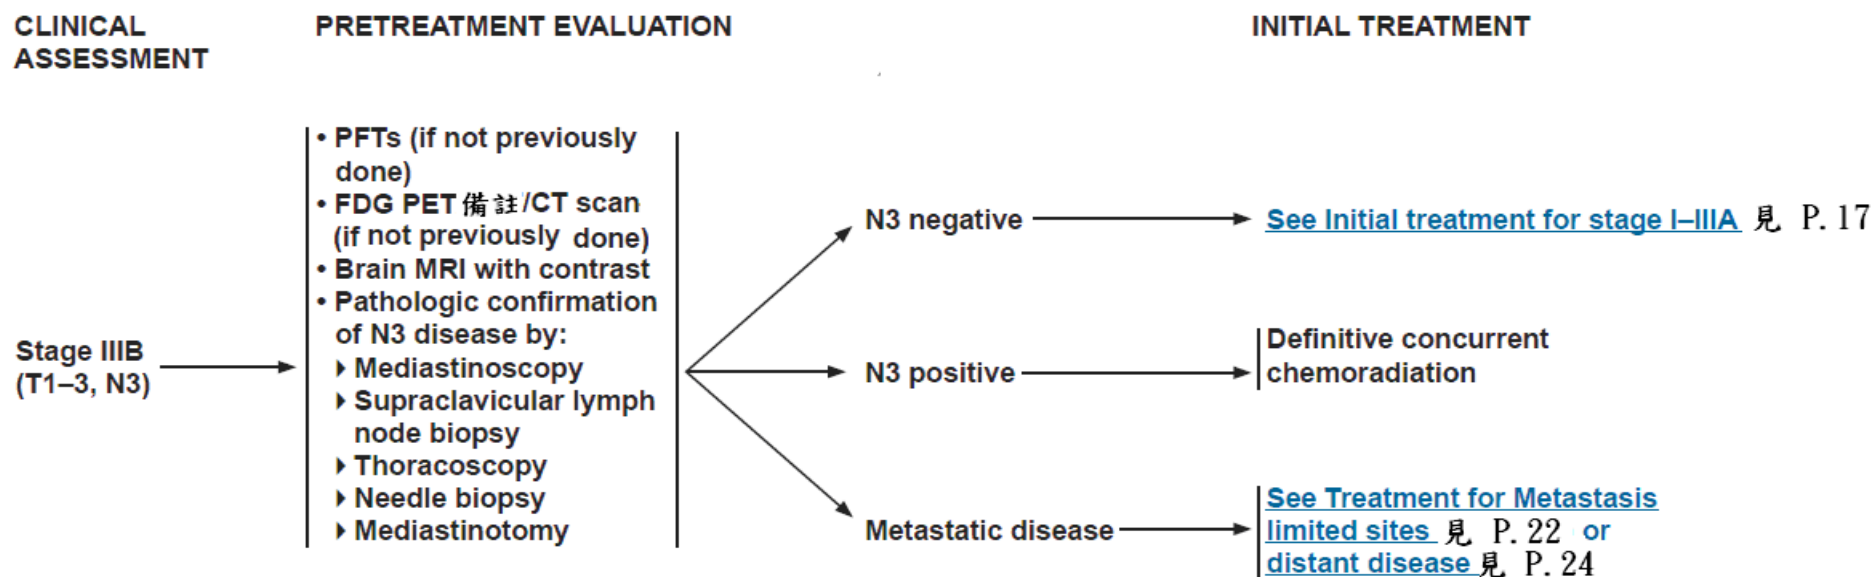 CLINICAL
ASSESSMENT
PRETREATMENT EVALUATION
INITIAL TREATMENT
Stage IIIB
(T1–3, N3)
• PFTs (if not previously
done)
• FDG PET備註/CT scan
(if not previously done)
• Brain MRI with contrast
• Pathologic confirmation
of N3 disease by:
▸ Mediastinoscopy
▸ Supraclavicular lymph
node biopsy
▸ Thoracoscopy
▸ Needle biopsy
▸ Mediastinotomy
N3 negative
See Initial treatment for stage I–IIIA 見 P. 17
N3 positive
Definitive concurrent
chemoradiation
Metastatic disease
See Treatment for Metastasis
limited sites 見 P. 22 or
distant disease 見 P. 24